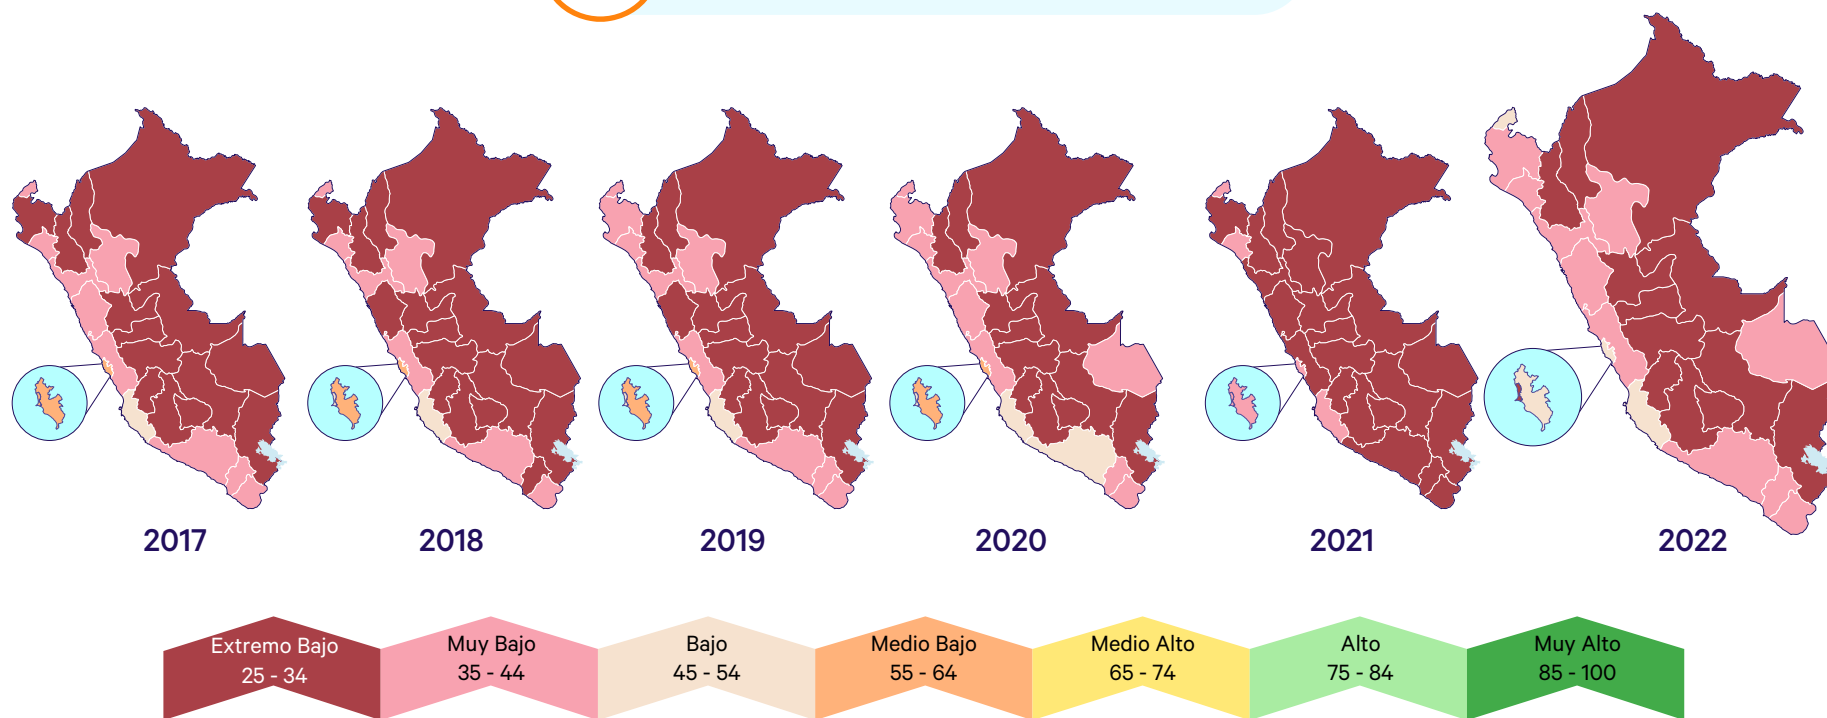 2017
2018
2019
2020
2021
2022
Extremo Bajo
25 - 34
Muy Bajo
35 - 44
Bajo
45 - 54
Medio Bajo
55 - 64
Medio Alto
65 - 74
Alto
75 - 84
Muy Alto
85 - 100